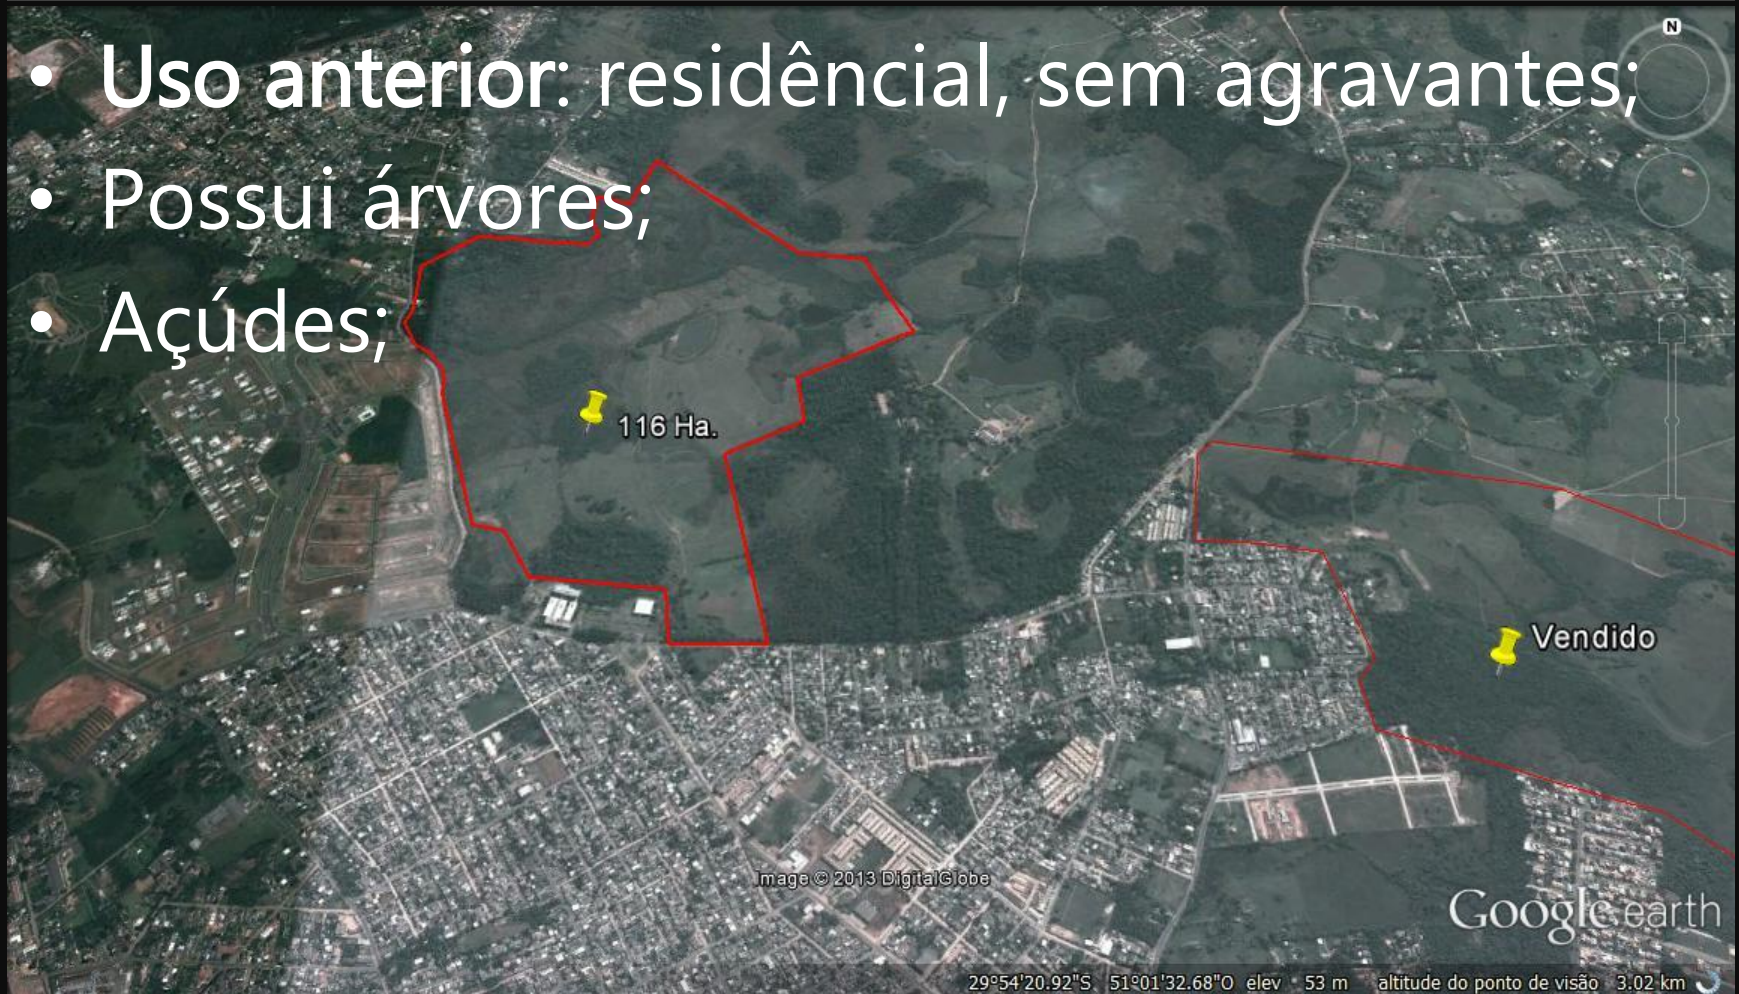 • Uso anterior: residêncial, sem agravantes;
• Possui árvores;
• Açúdes;
N
116 Ha.
Vendido
Image © 2013 DigitalGlobe
Google earth
29°54'20.92"S 51°01'32.68"O elev 53 m altitude do ponto de visão 3.02 km